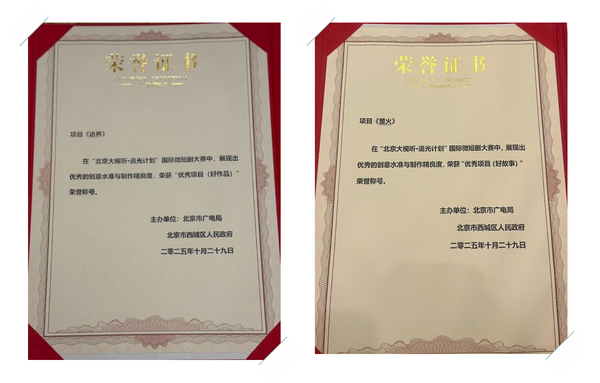 荣誉证书
项目《边界》
在“北京大视听·追光计划”国际微短剧大赛中，展现出
优秀的创意水准与制作精良度，荣获“优秀项目（好作品）”
荣誉称号。
主办单位：北京市广电局
北京市西城区人民政府
二零二五年十月二十九日
荣誉证书
项目《萤火》
在“北京大视听·追光计划”国际微短剧大赛中，展现出
优秀的创意水准与制作精良度，荣获“优秀项目（好故事）”
荣誉称号。
主办单位：北京市广电局
北京市西城区人民政府
二零二五年十月二十九日